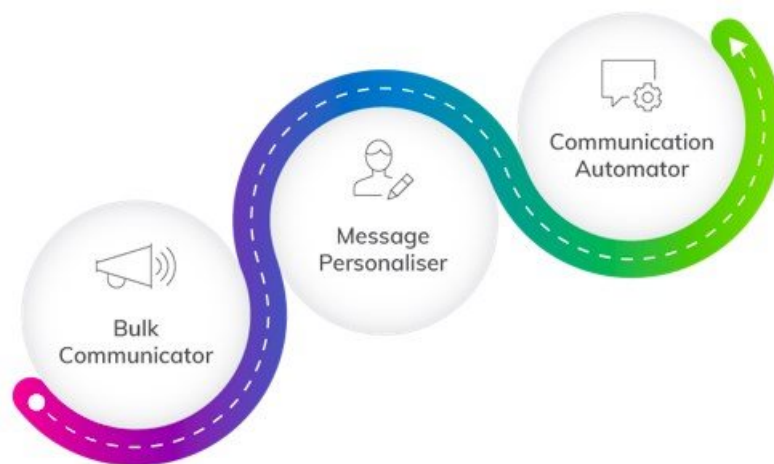 Bulk
Communicator
Message
Personaliser
Communication
Automator